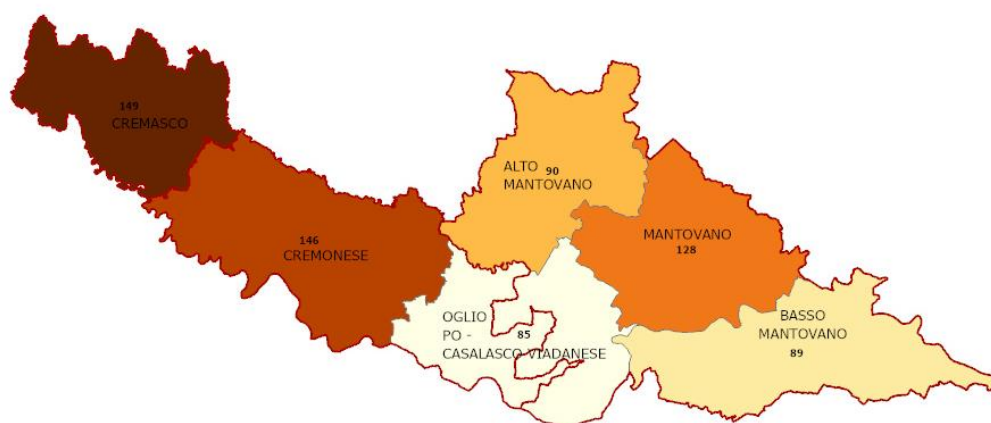 149
CREMASCO
146
CREMONESE
ALTO 90
MANTOVANO
MANTOVANO
128
OGLIO
PO - 85
CASALASCO-VIADANESE
BASSO
MANTOVANO
89